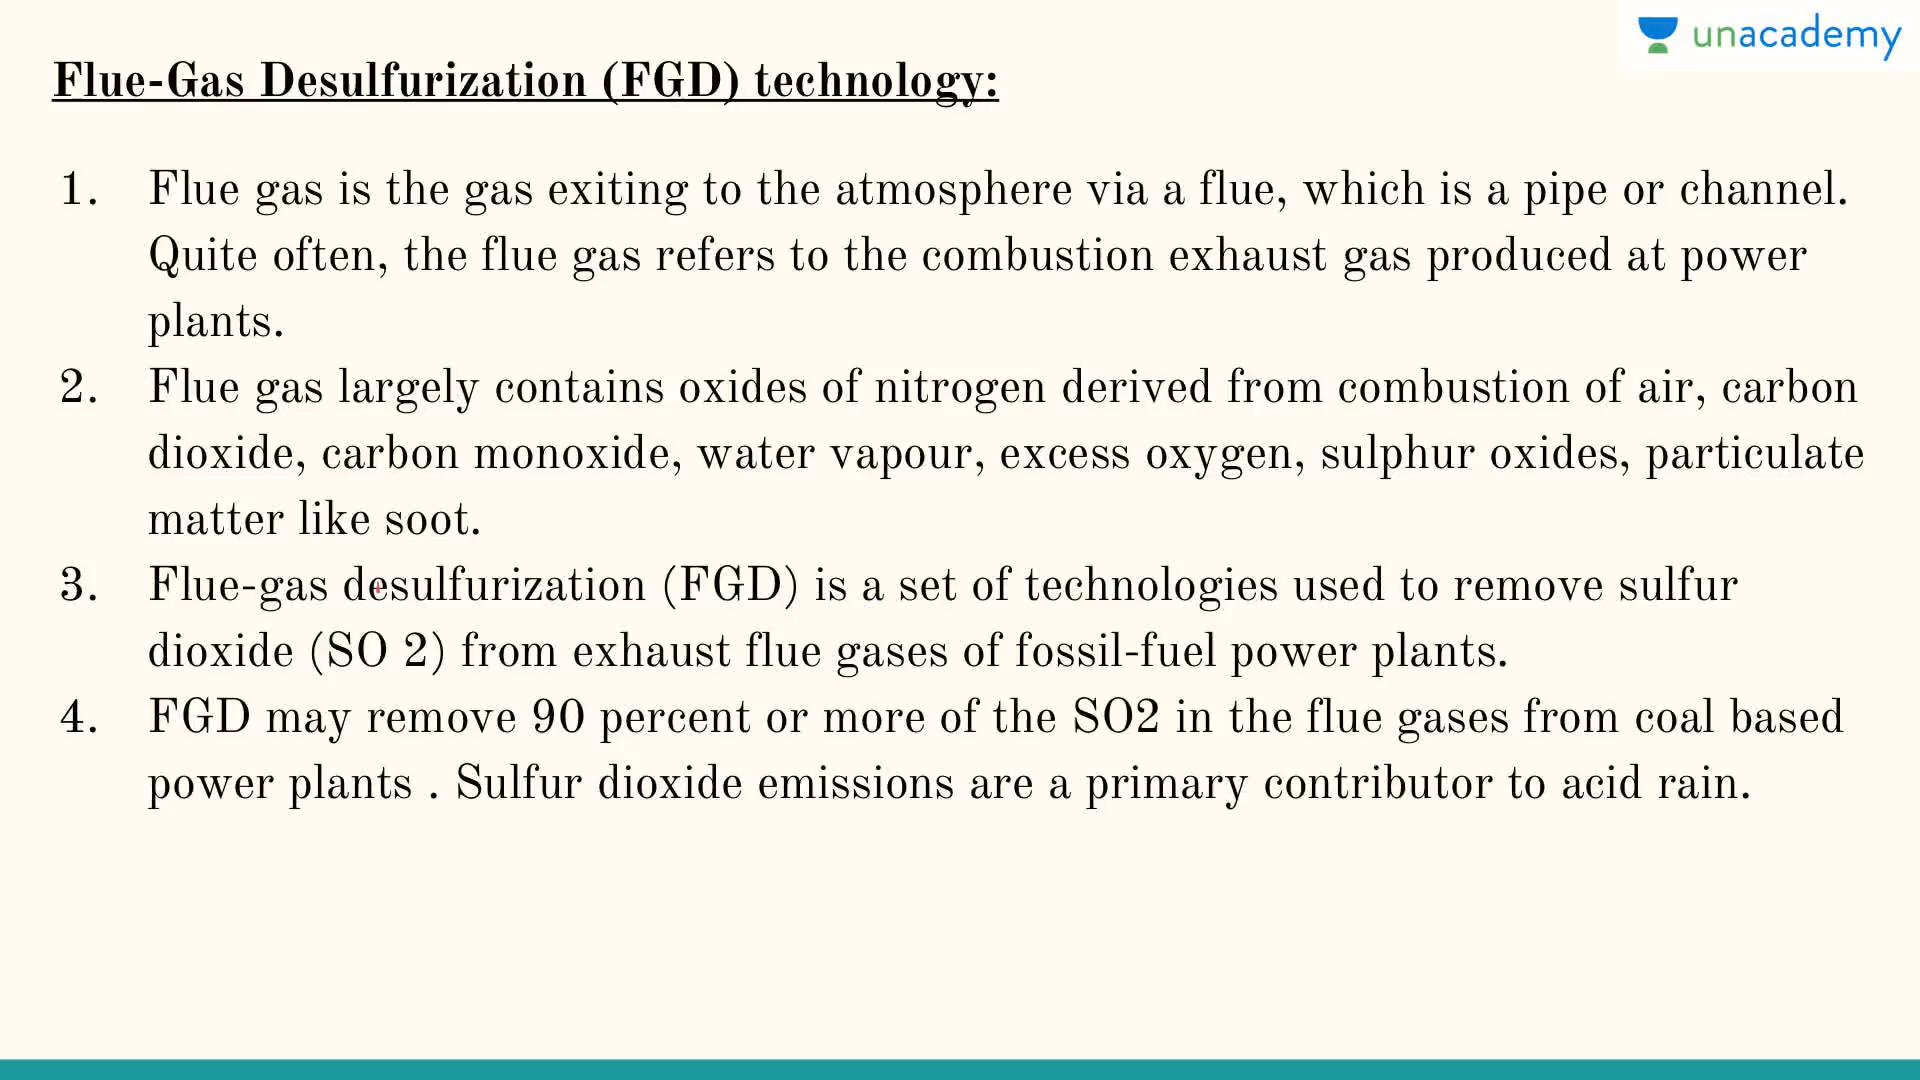 unacademy
Flue-Gas Desulfurization (FGD) technology:
1. Flue gas is the gas exiting to the atmosphere via a flue, which is a pipe or channel.
Quite often, the flue gas refers to the combustion exhaust gas produced at power
plants.
2. Flue gas largely contains oxides of nitrogen derived from combustion of air, carbon
dioxide, carbon monoxide, water vapour, excess oxygen, sulphur oxides, particulate
matter like soot.
3. Flue-gas desulfurization (FGD) is a set of technologies used to remove sulfur
dioxide (SO 2) from exhaust flue gases of fossil-fuel power plants.
4. FGD may remove 90 percent or more of the SO2 in the flue gases from coal based
power plants . Sulfur dioxide emissions are a primary contributor to acid rain.